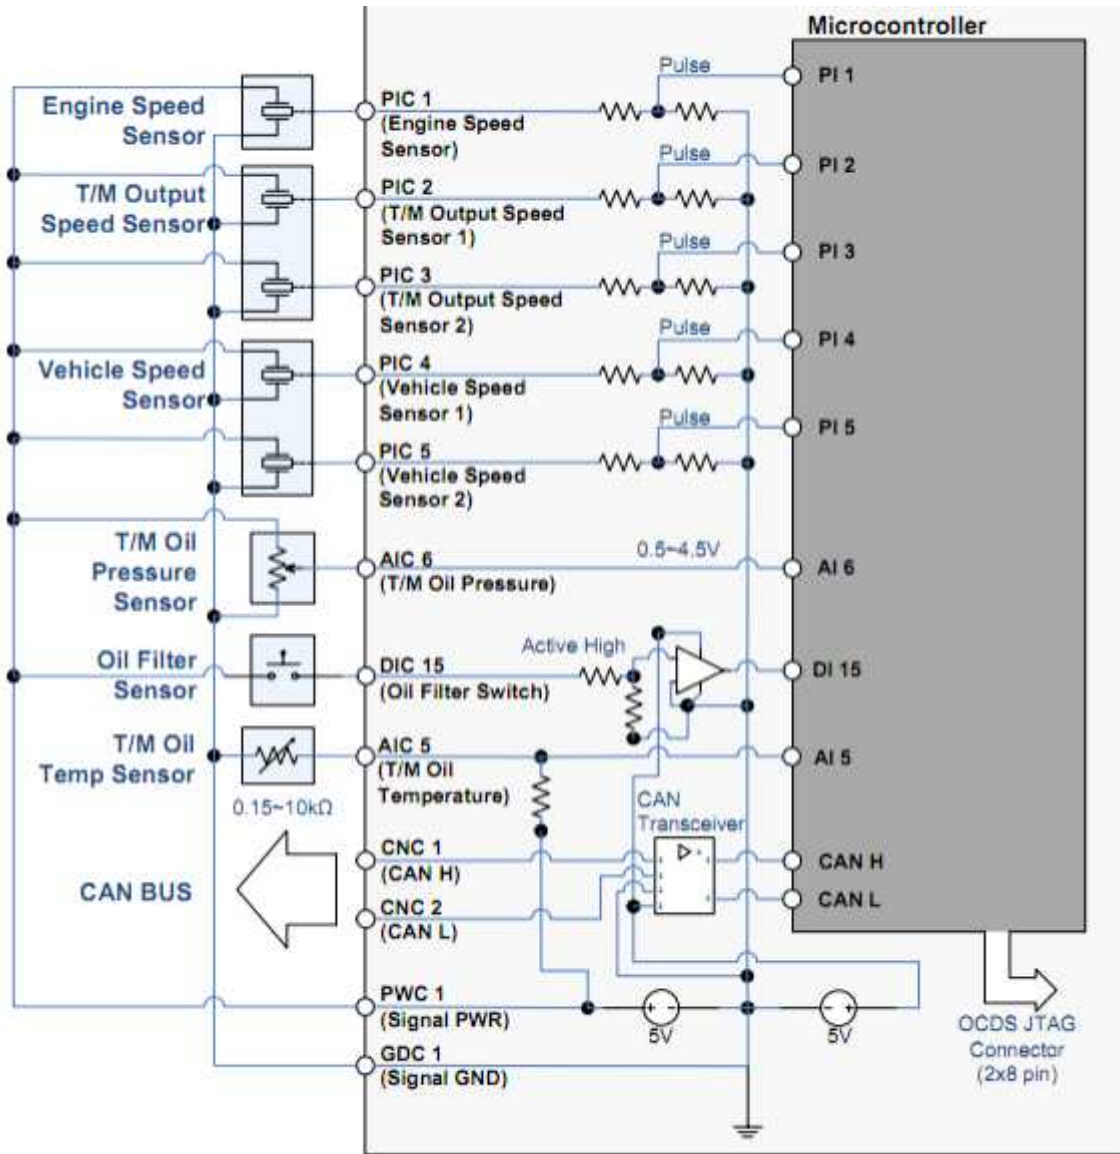 Microcontroller
Engine Speed
Sensor
PIC 1
(Engine Speed
Sensor)
Pulse
PI 1
T/M Output
Speed Sensor
PIC 2
(T/M Output Speed
Sensor 1)
Pulse
PI 2
PIC 3
(T/M Output Speed
Sensor 2)
Pulse
PI 3
Vehicle Speed
Sensor
PIC 4
(Vehicle Speed
Sensor 1)
Pulse
PI 4
PIC 5
(Vehicle Speed
Sensor 2)
Pulse
PI 5
T/M Oil
Pressure
Sensor
AIC 6
(T/M Oil Pressure)
0.5~4.5V
AI 6
Oil Filter
Sensor
DIC 15
(Oil Filter Switch)
Active High
DI 15
T/M Oil
Temp Sensor
0.15~10kΩ
AIC 5
(T/M Oil
Temperature)
AI 5
CAN
Transceiver
CAN BUS
CNC 1
(CAN H)
CAN H
CNC 2
(CAN L)
CAN L
PWC 1
(Signal PWR)
5V
5V
GDC 1
(Signal GND)
OCDS JTAG
Connector
(2x8 pin)